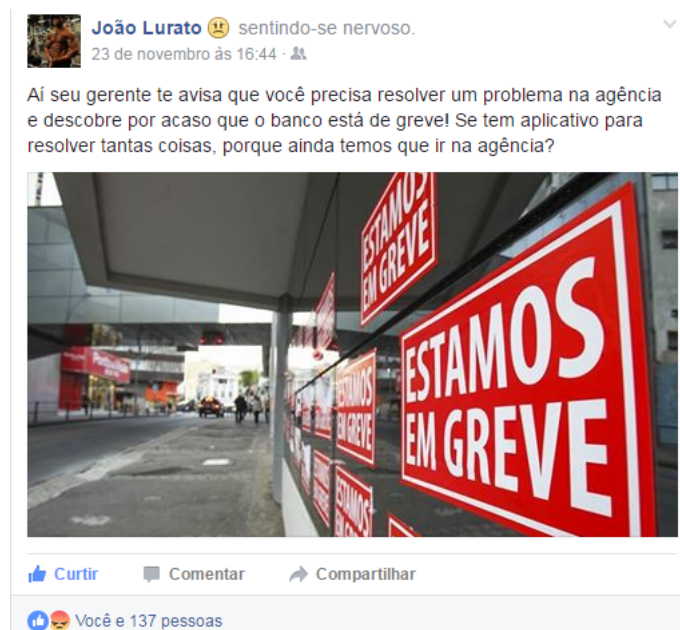 João Lurato sentindo-se nervoso.
23 de novembro às 16:44 ·
Aí seu gerente te avisa que você precisa resolver um problema na agência
e descobre por acaso que o banco está de greve! Se tem aplicativo para
resolver tantas coisas, porque ainda temos que ir na agência?
ESTAMOS
EM GREVE
ESTAMOS
EM GREVE
ESTAMOS
EM GREVE
ESTAMOS
EM GREVE
Curtir Comentar Compartilhar
Você e 137 pessoas